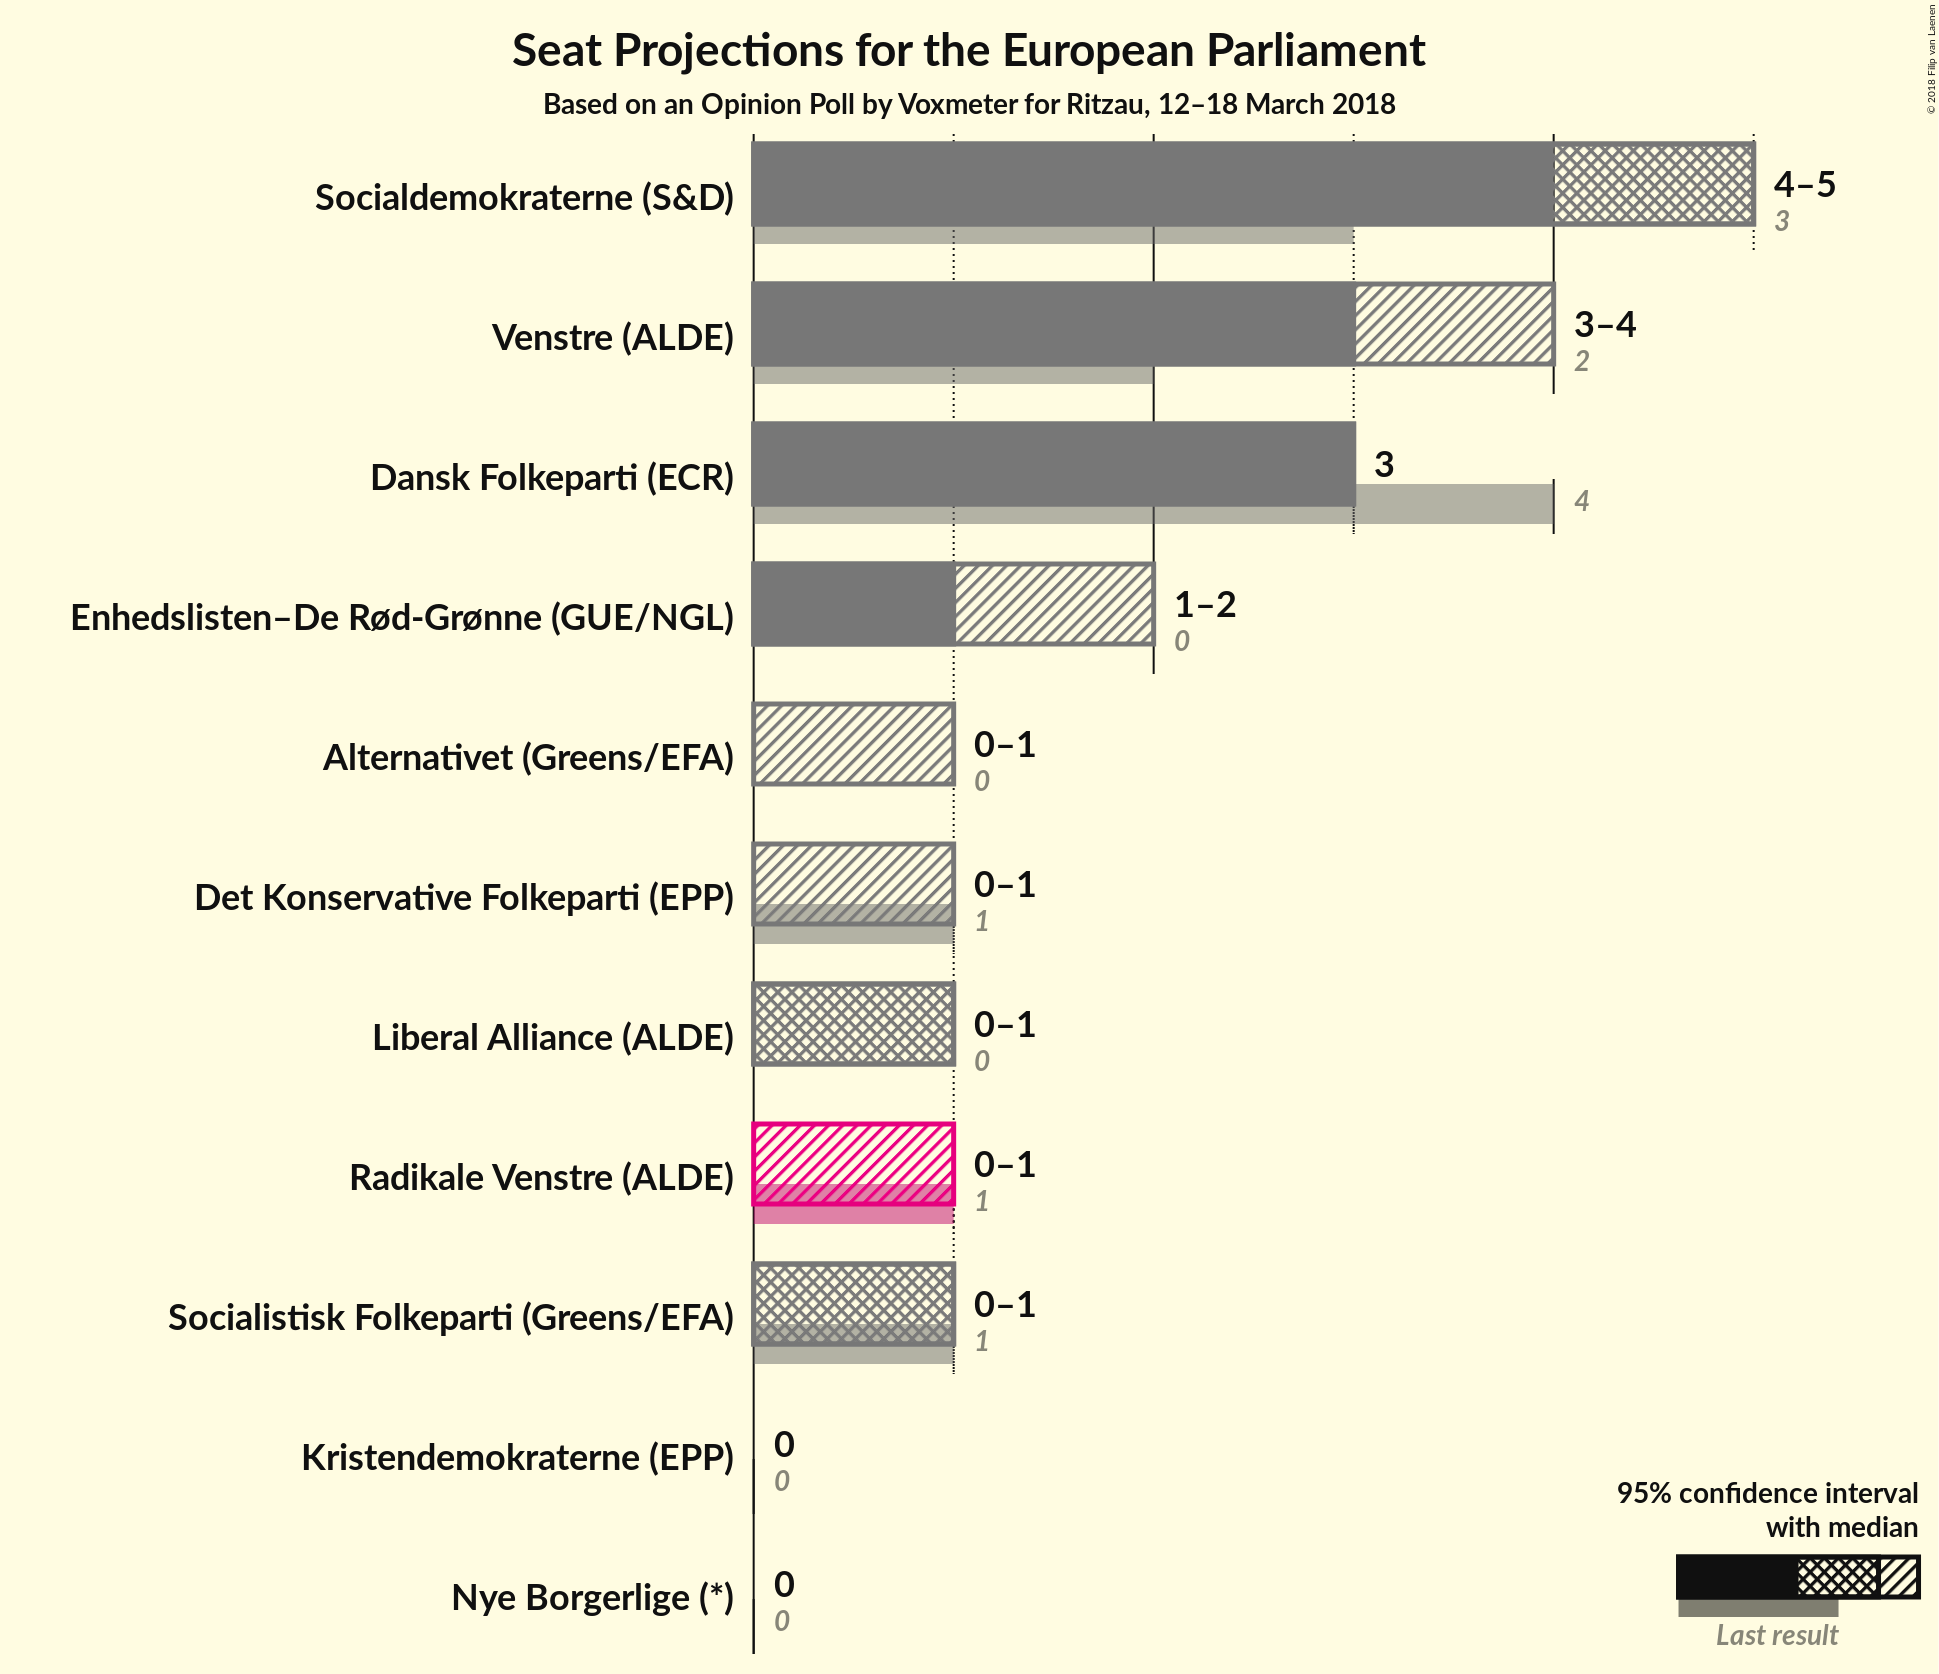 Seat Projections for the European Parliament
Based on an Opinion Poll by Voxmeter for Ritzau, 12–18 March 2018
© 2018 Filip van Laenen
Socialdemokraterne (S&D)
4–5
3
Venstre (ALDE)
3–4
2
Dansk Folkeparti (ECR)
3
4
Enhedslisten–De Rød-Grønne (GUE/NGL)
1–2
0
Alternativet (Greens/EFA)
0–1
0
Det Konservative Folkeparti (EPP)
0–1
1
Liberal Alliance (ALDE)
0–1
0
Radikale Venstre (ALDE)
0–1
1
Socialistisk Folkeparti (Greens/EFA)
0–1
1
Kristendemokraterne (EPP)
0
0
Nye Borgerlige (*)
0
0
95% confidence interval
with median
Last result